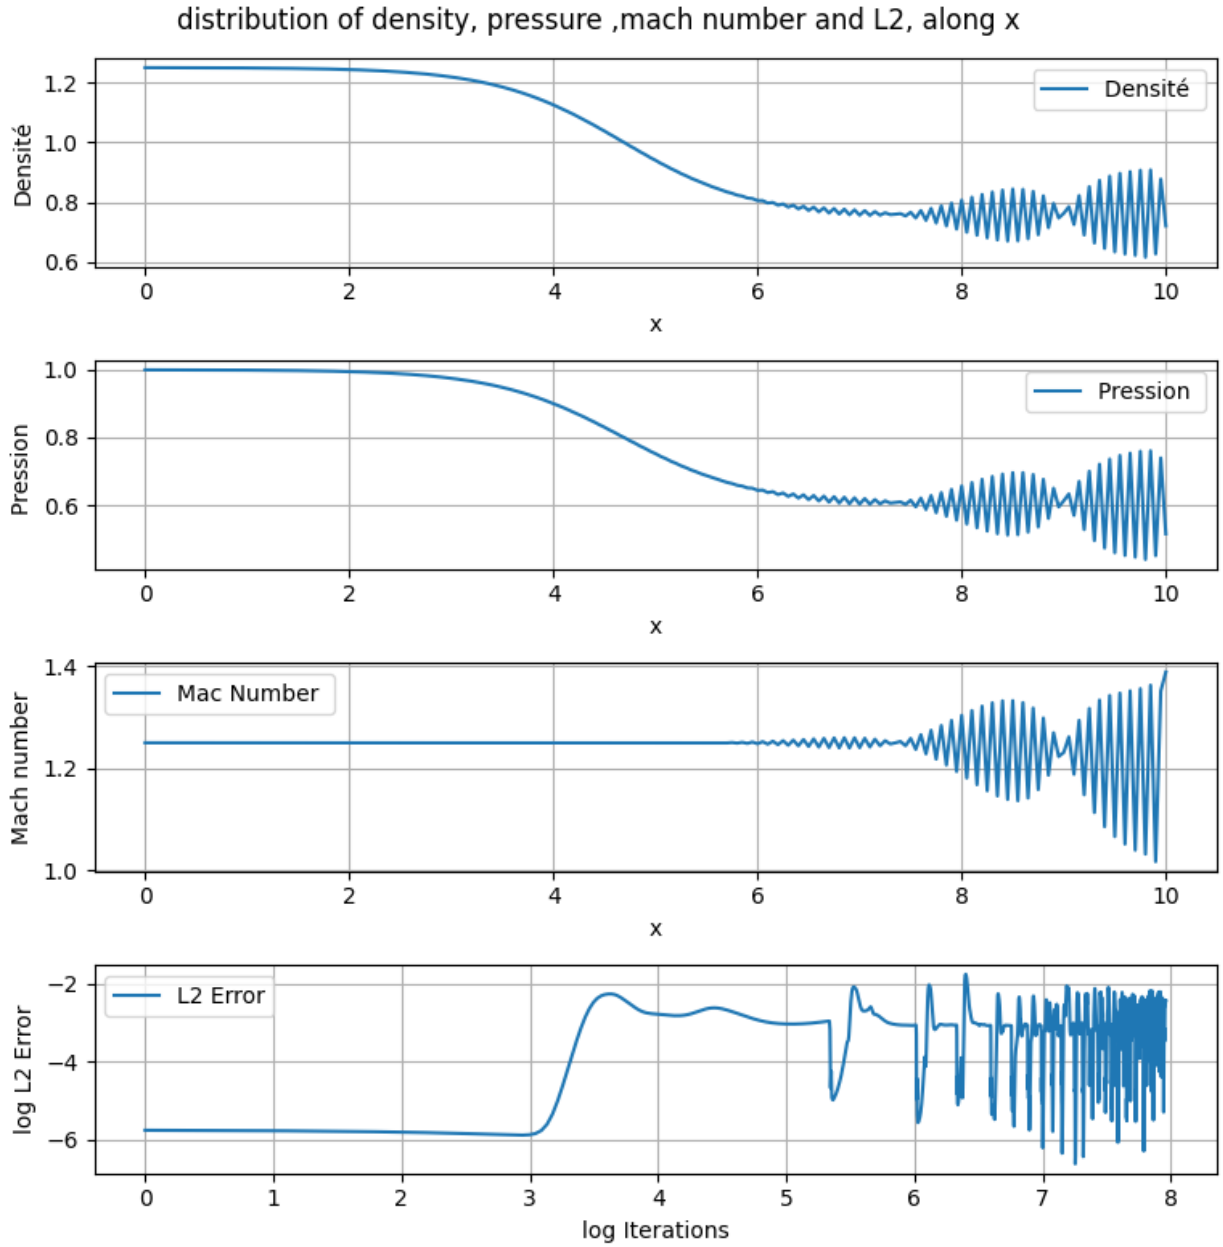 distribution of density, pressure ,mach number and L2, along x
Densité
1.2
1.0
0.8
0.6
Densité
0 2 4 6 8 10
x
Pression
1.0
0.8
0.6
Pression
0 2 4 6 8 10
x
Mach number
1.4
1.2
1.0
Mac Number
0 2 4 6 8 10
x
log L2 Error
−2
−4
−6
L2 Error
0 1 2 3 4 5 6 7 8
log Iterations